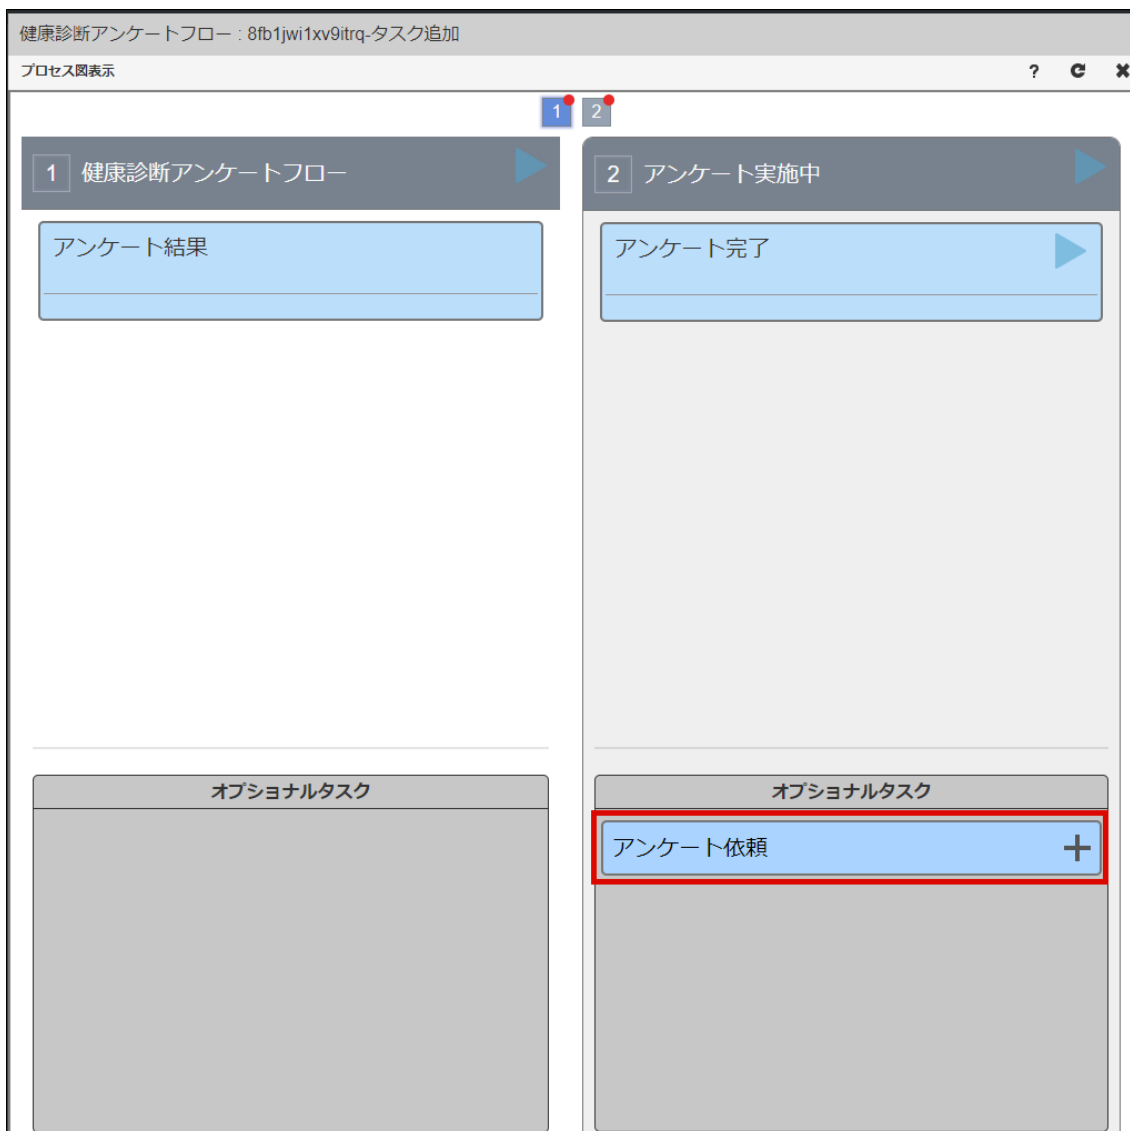 健康診断アンケートフロー : 8fb1jwi1xv9itrq-タスク追加
プロセス図表示
?
1 2
1 健康診断アンケートフロー
アンケート結果
オプショナルタスク
2 アンケート実施中
アンケート完了
オプショナルタスク
アンケート依頼